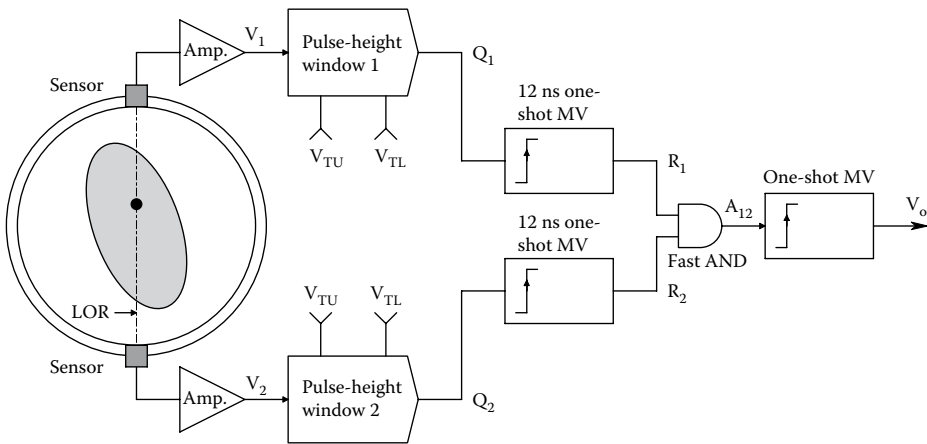 Sensor
Amp.
V1
Pulse-height
window 1
VTU
VTL
Q1
12 ns one-
shot MV
R1
One-shot MV
A12
Vo
Fast AND
12 ns one-
shot MV
R2
LOR
VTU
VTL
Sensor
Amp.
V2
Pulse-height
window 2
Q2